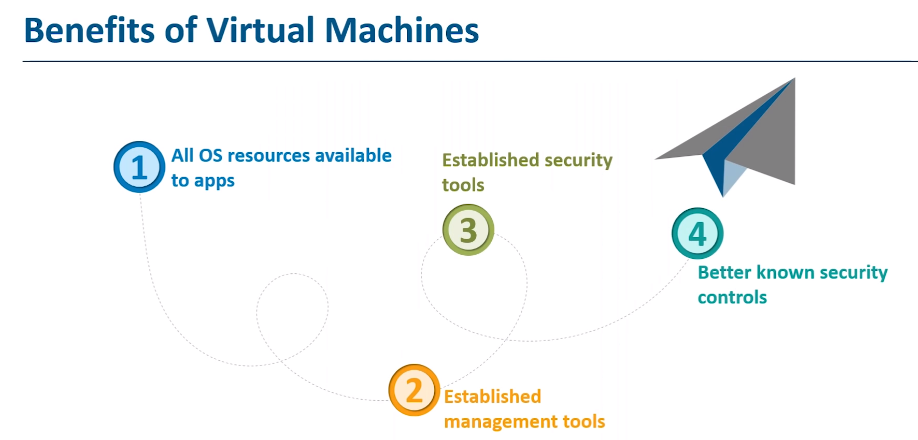 Benefits of Virtual Machines
1
All OS resources available
to apps
2
Established
management tools
3
Established security
tools
4
Better known security
controls